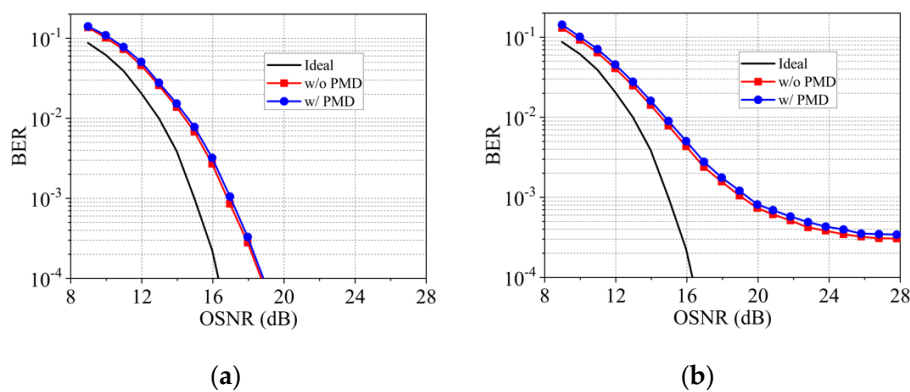 10⁻¹
10⁻²
10⁻³
10⁻⁴
BER
Ideal
w/o PMD
w/ PMD
8 12 16 20 24 28
OSNR (dB)
(a)
10⁻¹
10⁻²
10⁻³
10⁻⁴
BER
Ideal
w/o PMD
w/ PMD
8 12 16 20 24 28
OSNR (dB)
(b)